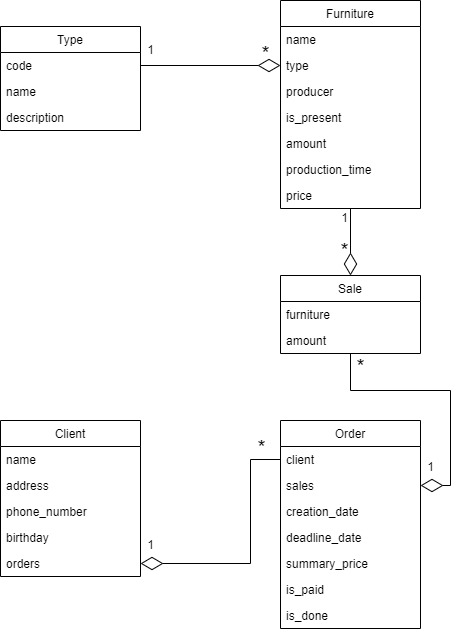 Furniture
name
type
producer
is_present
amount
production_time
price
Type
code
name
description
1
*
1
*
Sale
furniture
amount
*
Client
name
address
phone_number
birthday
orders
1
*
Order
client
sales
creation_date
deadline_date
summary_price
is_paid
is_done
1